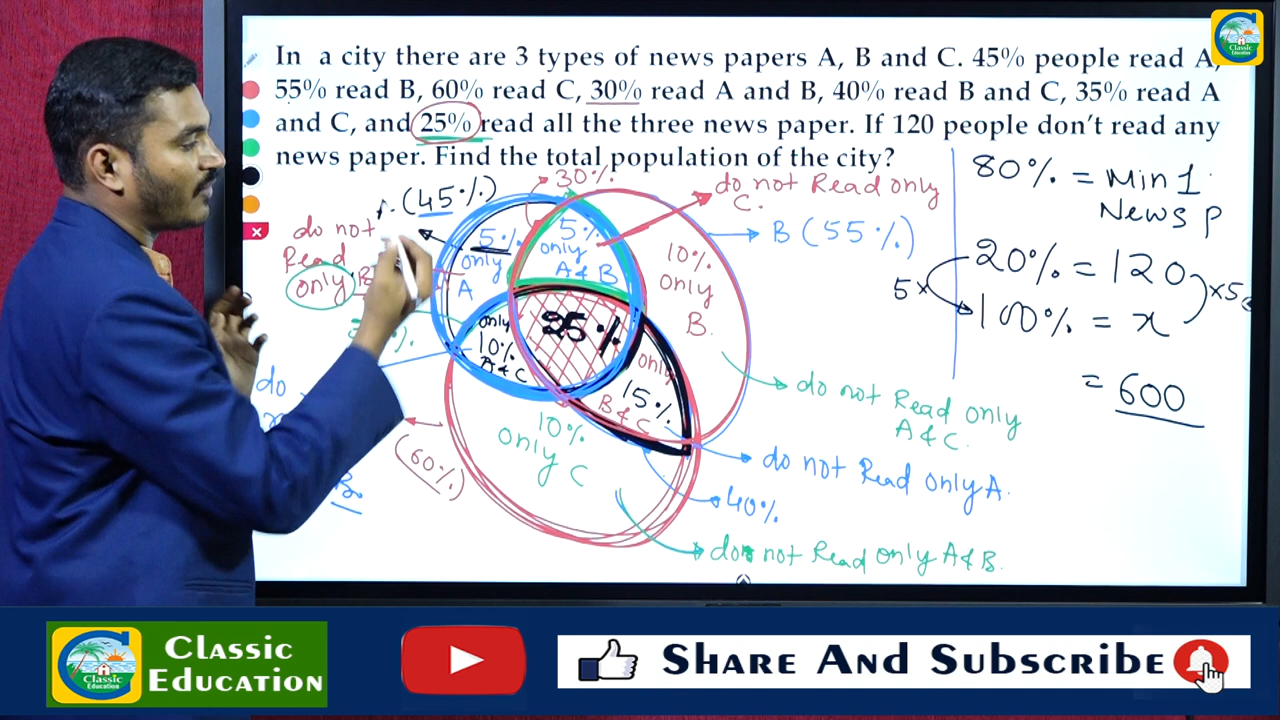 Classic
Education
In a city there are 3 types of news papers A, B and C. 45% people read A,
55% read B, 60% read C, 30% read A and B, 40% read B and C, 35% read A
and C, and 25% read all the three news paper. If 120 people don't read any
news paper. Find the total population of the city?
80% = Min 1
News P
20% = 120
5× ×5
100% = x
= 600
(45%)
30%
do not Read only
C.
B (55%)
do not
Read
only
5%
only
A
5%
only
A & B
10%
only
B.
only
10%
A & C
25%
only
15%
B & C
10%
only C
(60%)
do
B.
do not Read only
A & C.
do not Read only A.
40%
do not Read only A & B.
Classic
Education
Classic
Education
Share And Subscribe